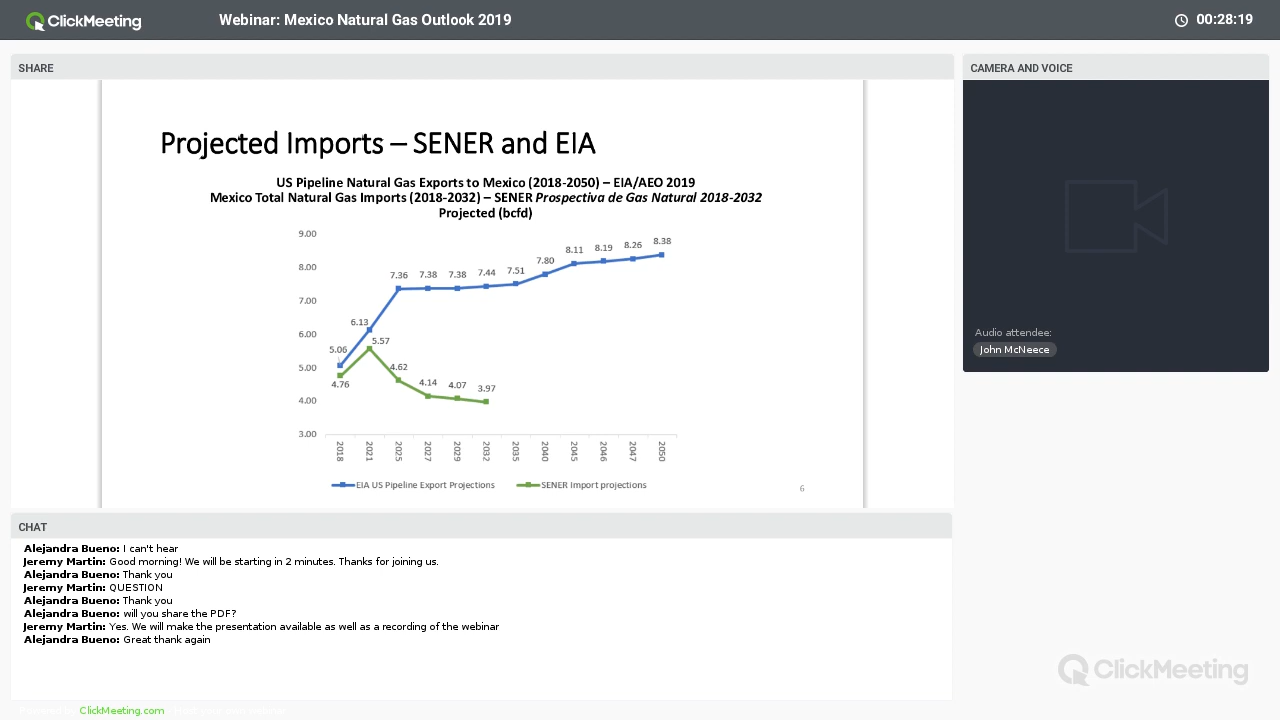 ClickMeeting
Webinar: Mexico Natural Gas Outlook 2019
00:28:19
SHARE
Projected Imports – SENER and EIA
US Pipeline Natural Gas Exports to Mexico (2018-2050) – EIA/AEO 2019
Mexico Total Natural Gas Imports (2018-2032) – SENER Prospectiva de Gas Natural 2018-2032
Projected (bcfd)
9.00
8.00
7.00
6.00
5.00
4.00
3.00
5.06
6.13
7.36
7.38
7.38
7.44
7.51
7.80
8.11
8.19
8.26
8.38
4.76
5.57
4.62
4.14
4.07
3.97
2018
2021
2025
2027
2029
2032
2035
2040
2045
2046
2047
2050
EIA US Pipeline Export Projections
SENER Import projections
6
CAMERA AND VOICE
Audio attendee:
John McNeece
CHAT
Alejandra Bueno: I can't hear
Jeremy Martin: Good morning! We will be starting in 2 minutes. Thanks for joining us.
Alejandra Bueno: Thank you
Jeremy Martin: QUESTION
Alejandra Bueno: Thank you
Alejandra Bueno: will you share the PDF?
Jeremy Martin: Yes. We will make the presentation available as well as a recording of the webinar
Alejandra Bueno: Great thank again
ClickMeeting
ClickMeeting.com